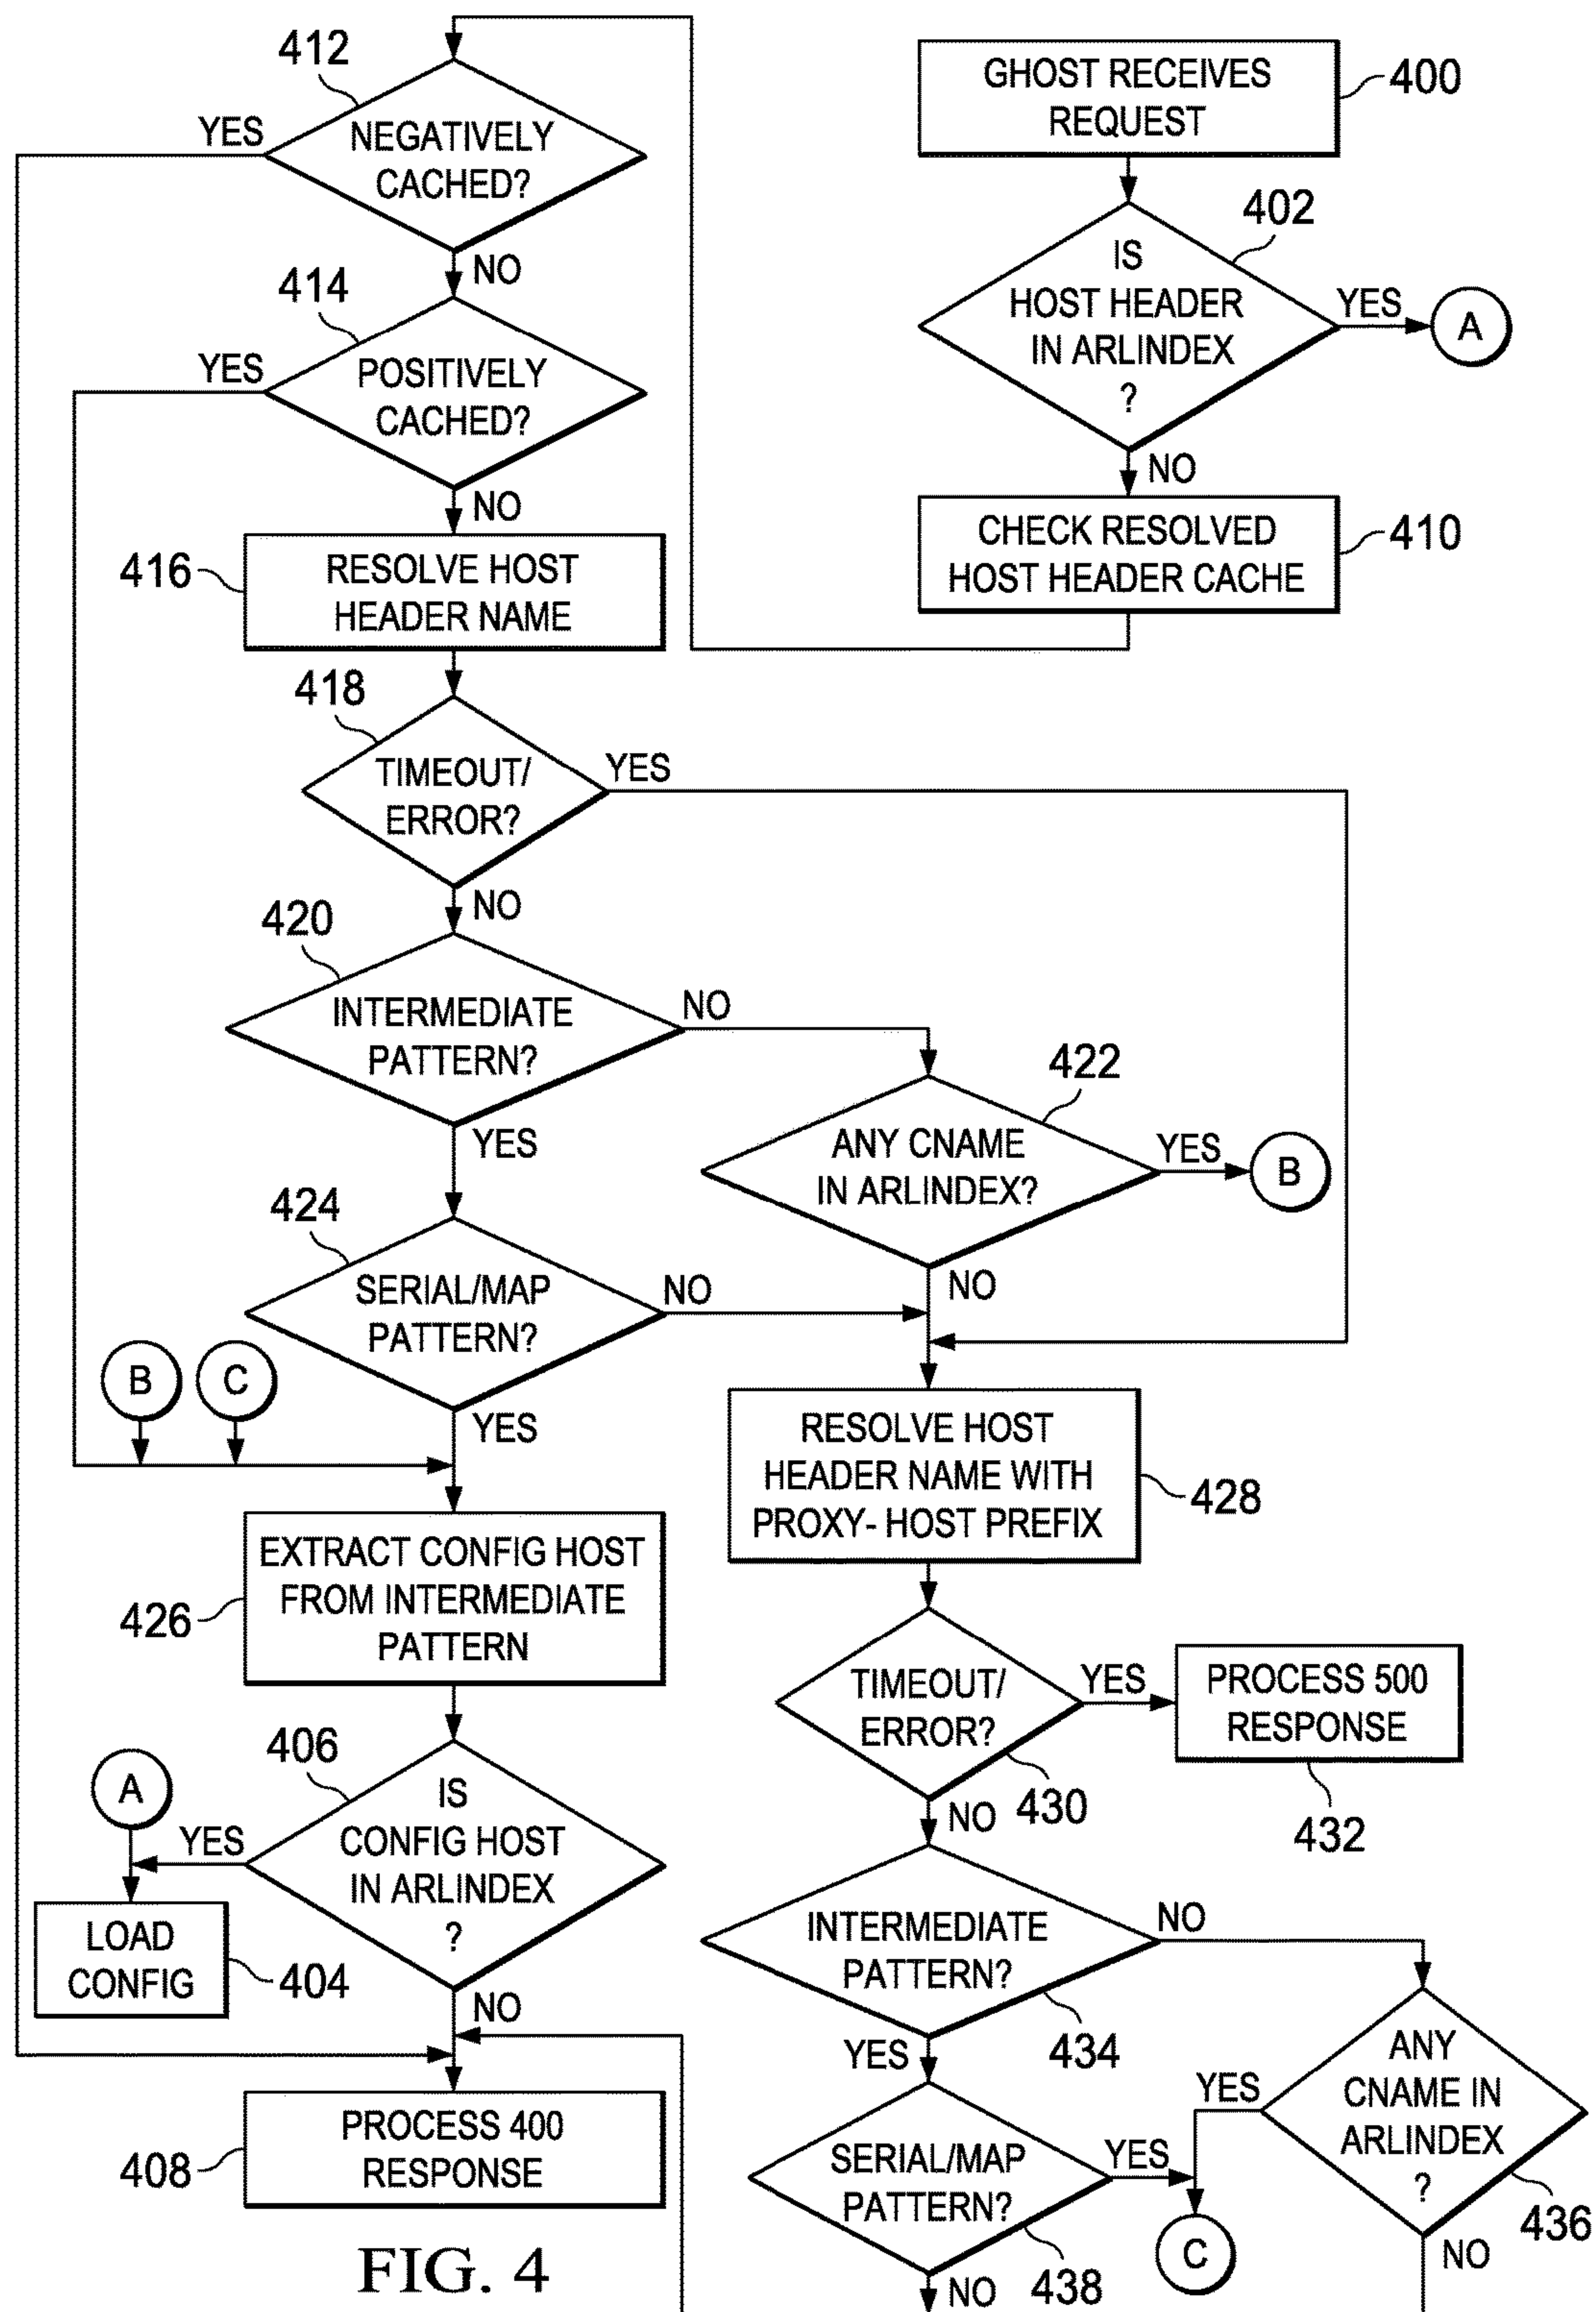 412
YES
NEGATIVELY
CACHED?
NO
414
YES
POSITIVELY
CACHED?
NO
416
RESOLVE HOST
HEADER NAME
GHOST RECEIVES
REQUEST
400
402
IS
HOST HEADER
IN ARLINDEX
?
YES
A
NO
CHECK RESOLVED
HOST HEADER CACHE
410
418
TIMEOUT/
ERROR?
YES
NO
420
INTERMEDIATE
PATTERN?
NO
YES
422
ANY CNAME
IN ARLINDEX?
YES
B
NO
424
SERIAL/MAP
PATTERN?
NO
YES
B
C
EXTRACT CONFIG HOST
FROM INTERMEDIATE
PATTERN
426
406
IS
CONFIG HOST
IN ARLINDEX
?
YES
A
LOAD
CONFIG
404
NO
PROCESS 400
RESPONSE
408
RESOLVE HOST
HEADER NAME WITH
PROXY- HOST PREFIX
428
TIMEOUT/
ERROR?
YES
430
PROCESS 500
RESPONSE
432
NO
INTERMEDIATE
PATTERN?
NO
434
YES
ANY
CNAME IN
ARLINDEX
?
YES
436
NO
SERIAL/MAP
PATTERN?
YES
438
C
NO
FIG. 4